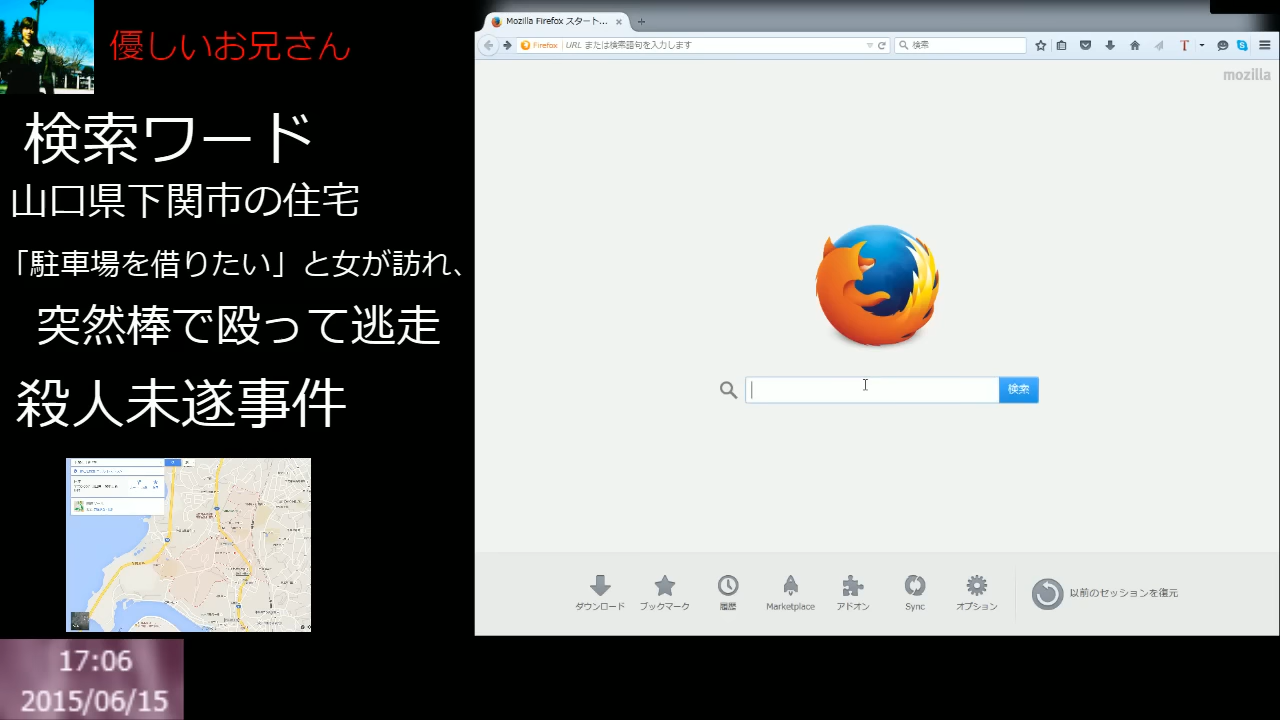 優しいお兄さん
検索ワード
山口県下関市の住宅
「駐車場を借りたい」と女が訪れ、
突然棒で殴って逃走
殺人未遂事件
17:06
2015/06/15
Mozilla Firefox スタート...
Firefox
URL または検索語句を入力します
検索
mozilla
検索
ダウンロード
ブックマーク
履歴
Marketplace
アドオン
Sync
オプション
以前のセッションを復元